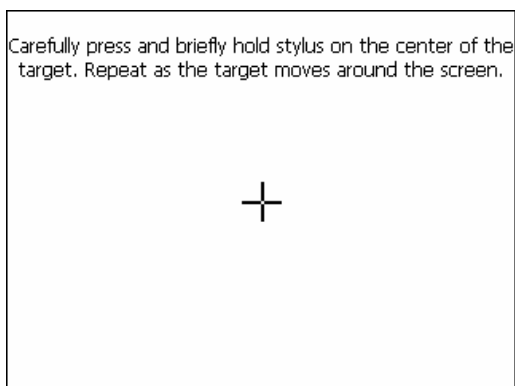 Carefully press and briefly hold stylus on the center of the
target. Repeat as the target moves around the screen.